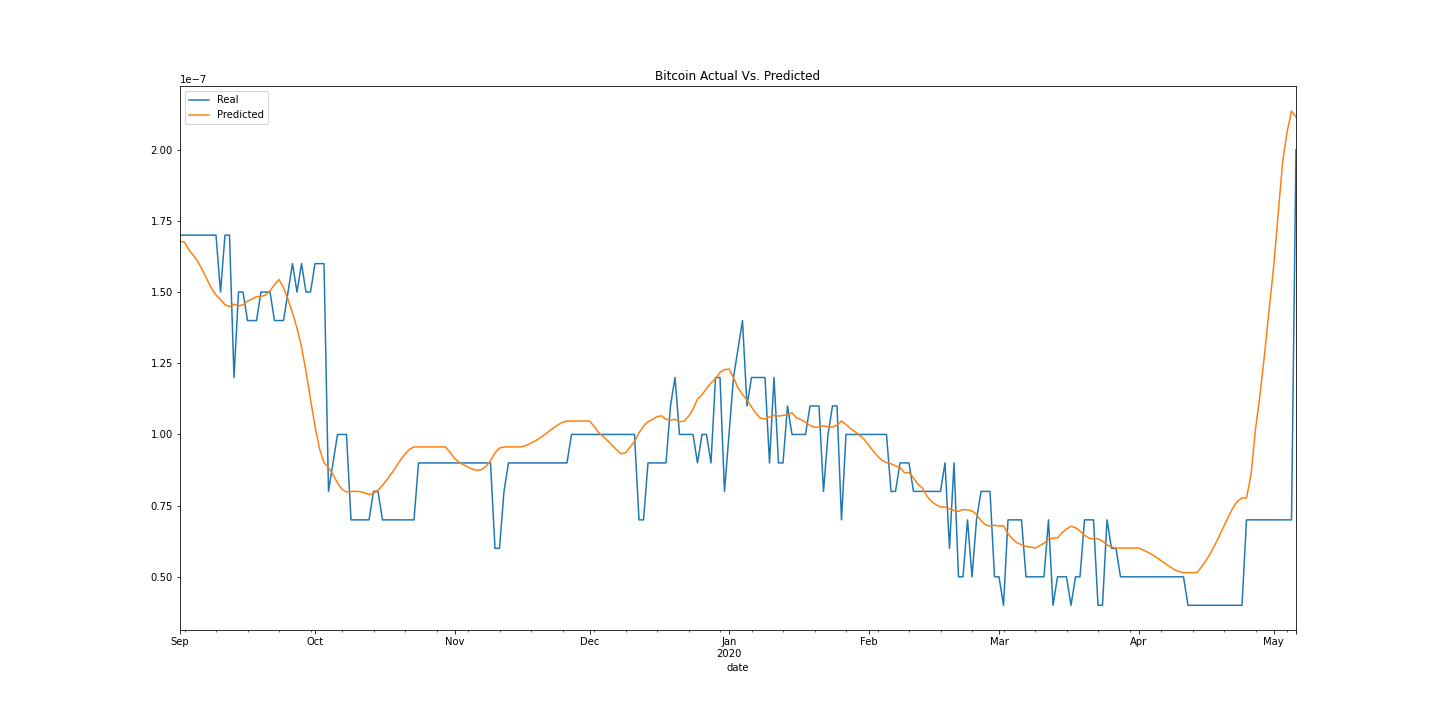 Bitcoin Actual Vs. Predicted
1e−7
Real
Predicted
2.00
1.75
1.50
1.25
1.00
0.75
0.50
Sep Oct Nov Dec Jan Feb Mar Apr May
2020
date